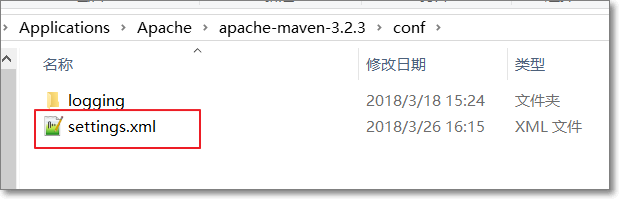 Applications › Apache › apache-maven-3.2.3 › conf ›
名称 修改日期 类型
logging 2018/3/18 15:24 文件夹
settings.xml 2018/3/26 16:15 XML 文件